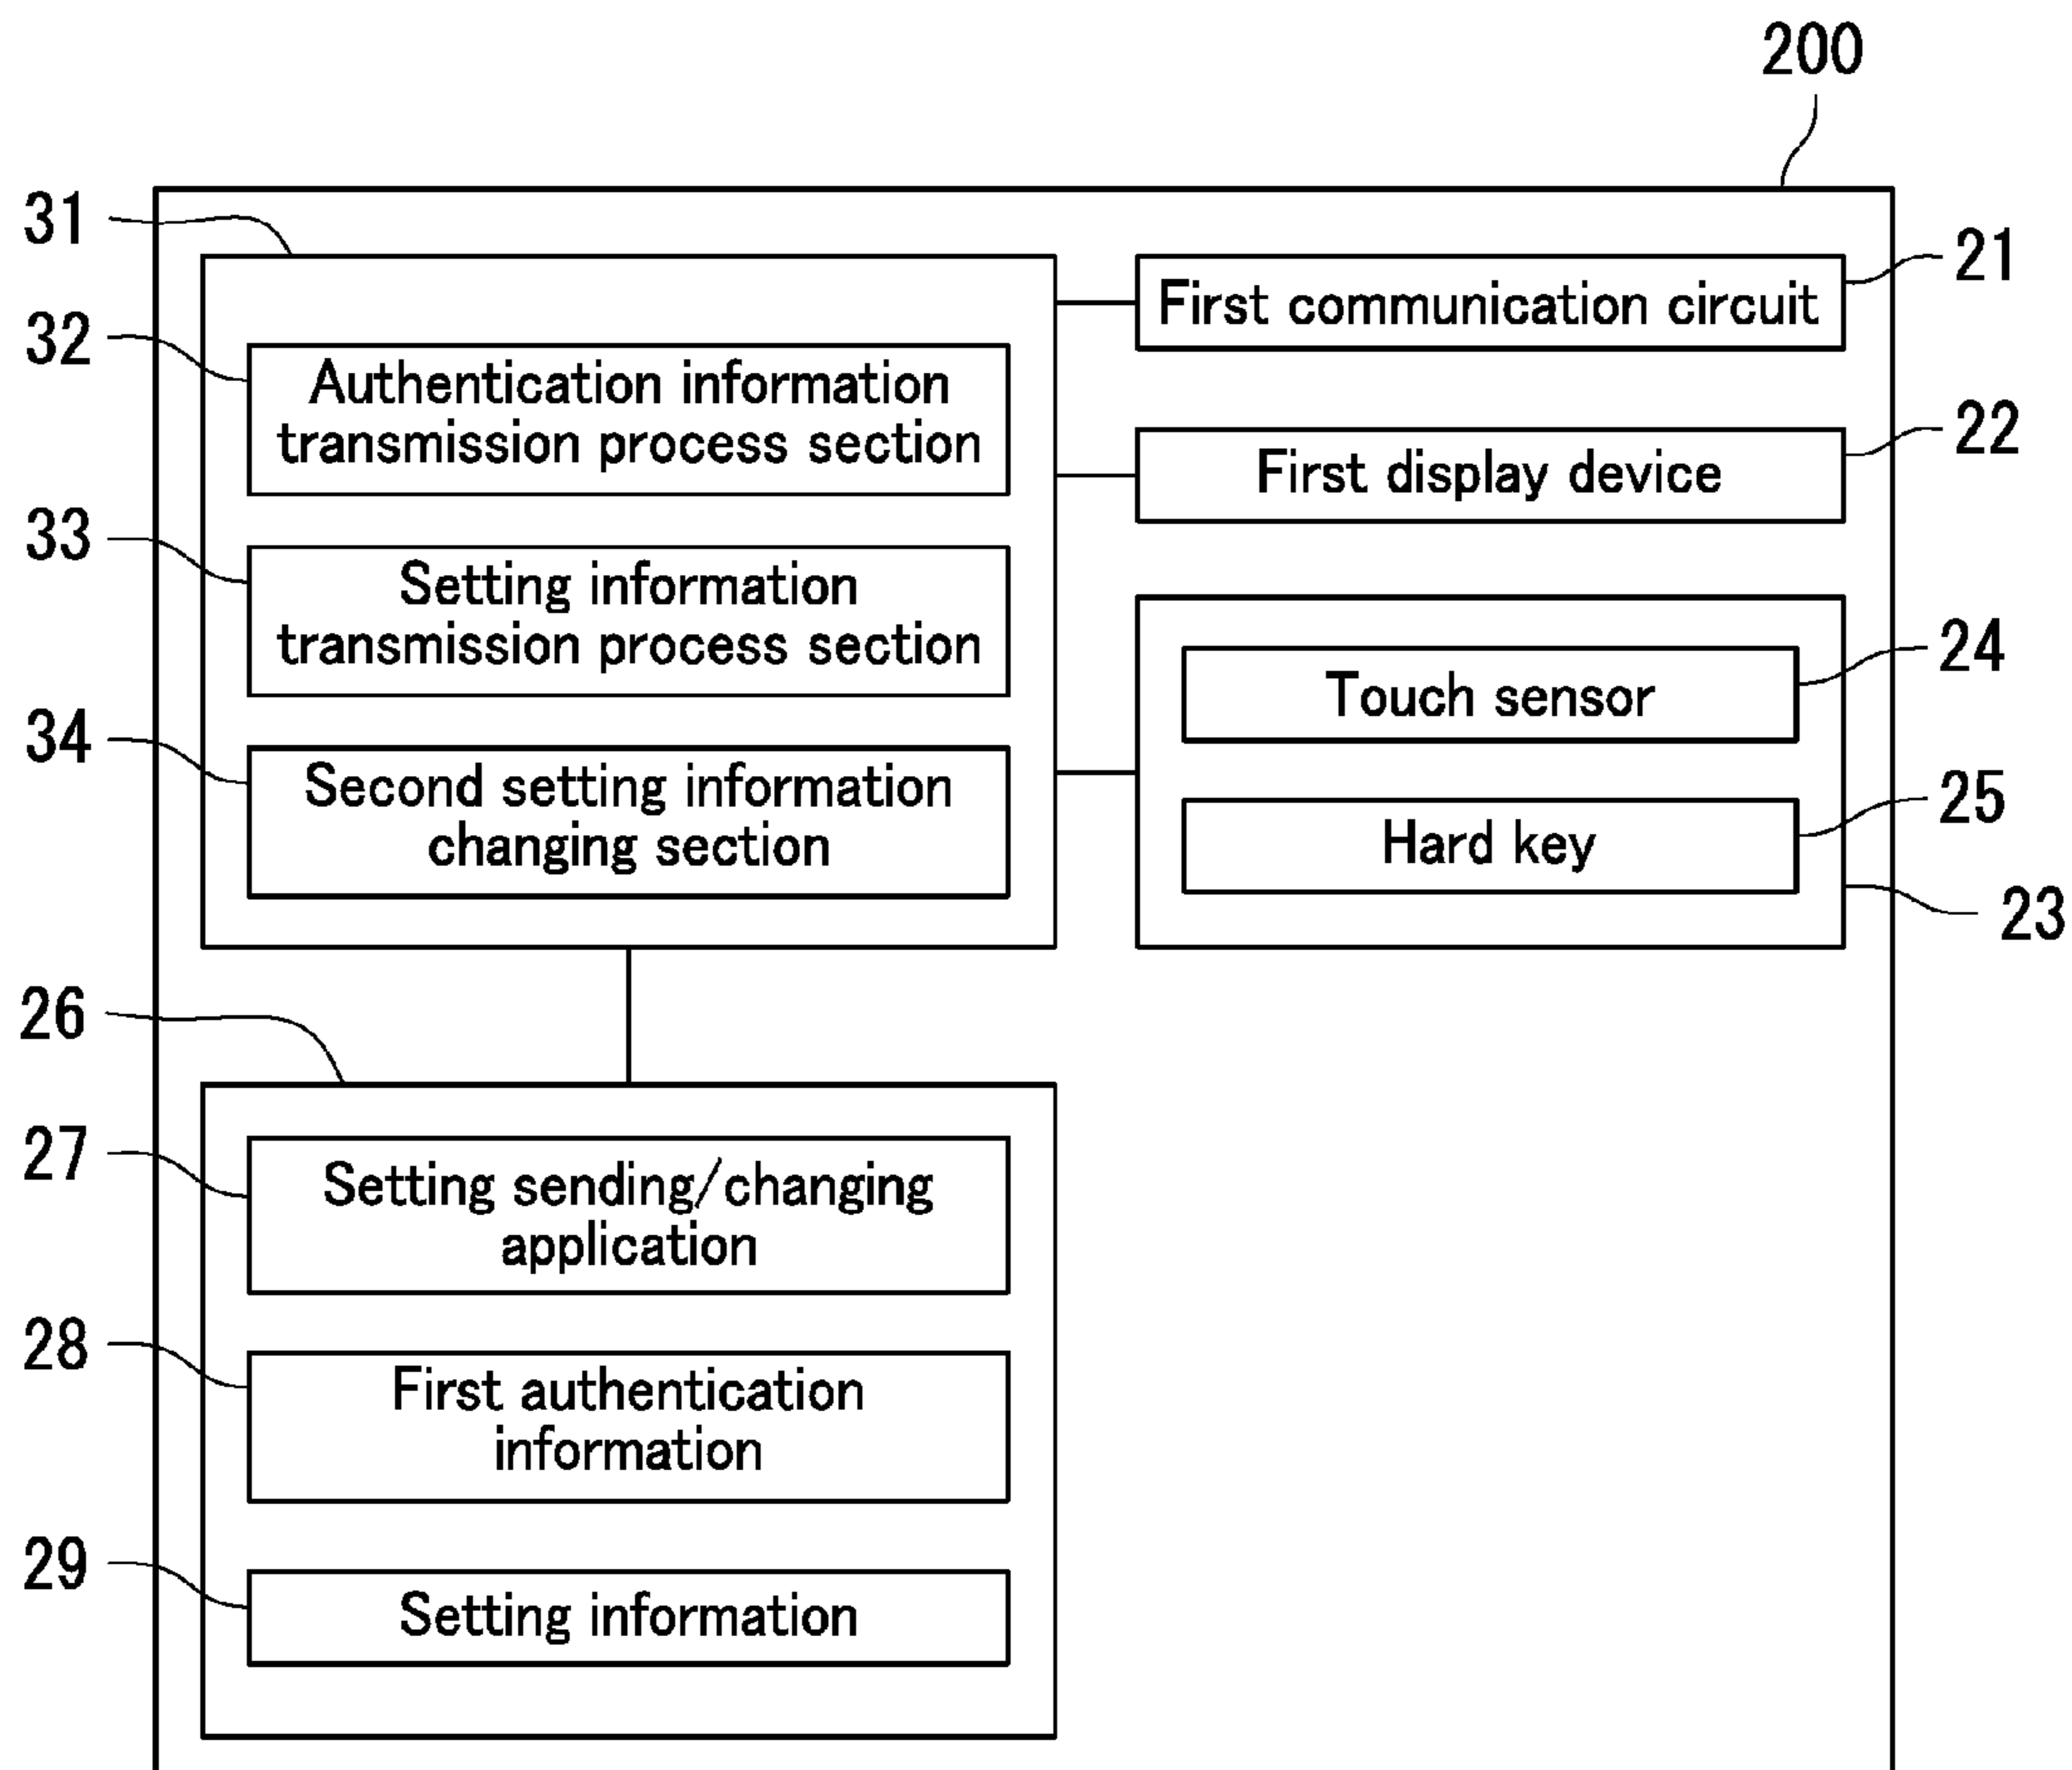 200
31
21
First communication circuit
32
Authentication information
transmission process section
22
First display device
33
Setting information
transmission process section
24
Touch sensor
34
Second setting information
changing section
25
Hard key
23
26
27
Setting sending/changing
application
28
First authentication
information
29
Setting information